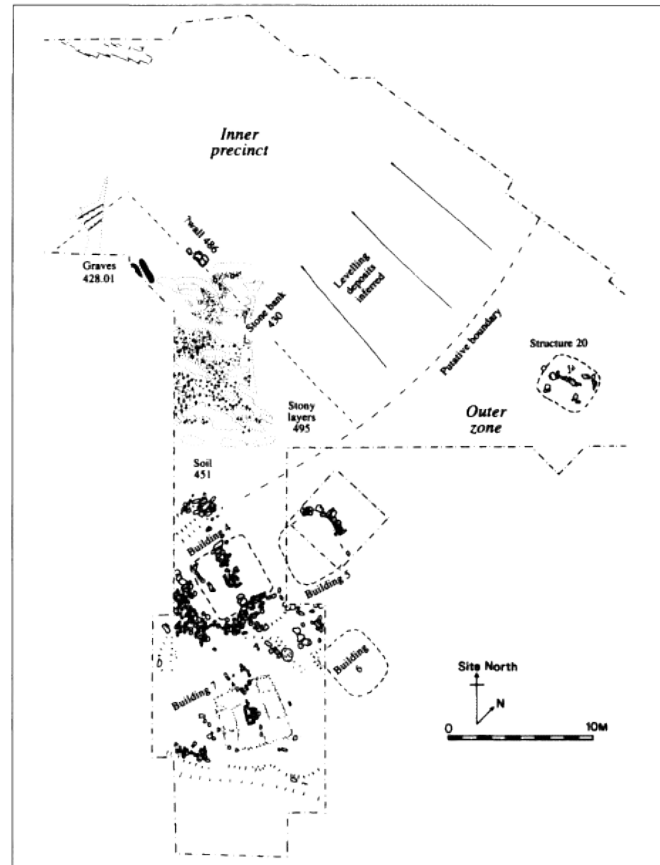 Inner
precinct
?wall 486
Graves
428.01
Stone bank
430
Levelling
deposits
inferred
Putative boundary
Structure 20
Stony
layers
495
Outer
zone
Soil
451
Building 4
Building 5
Building
6
Building 7
Site North
N
0 10M